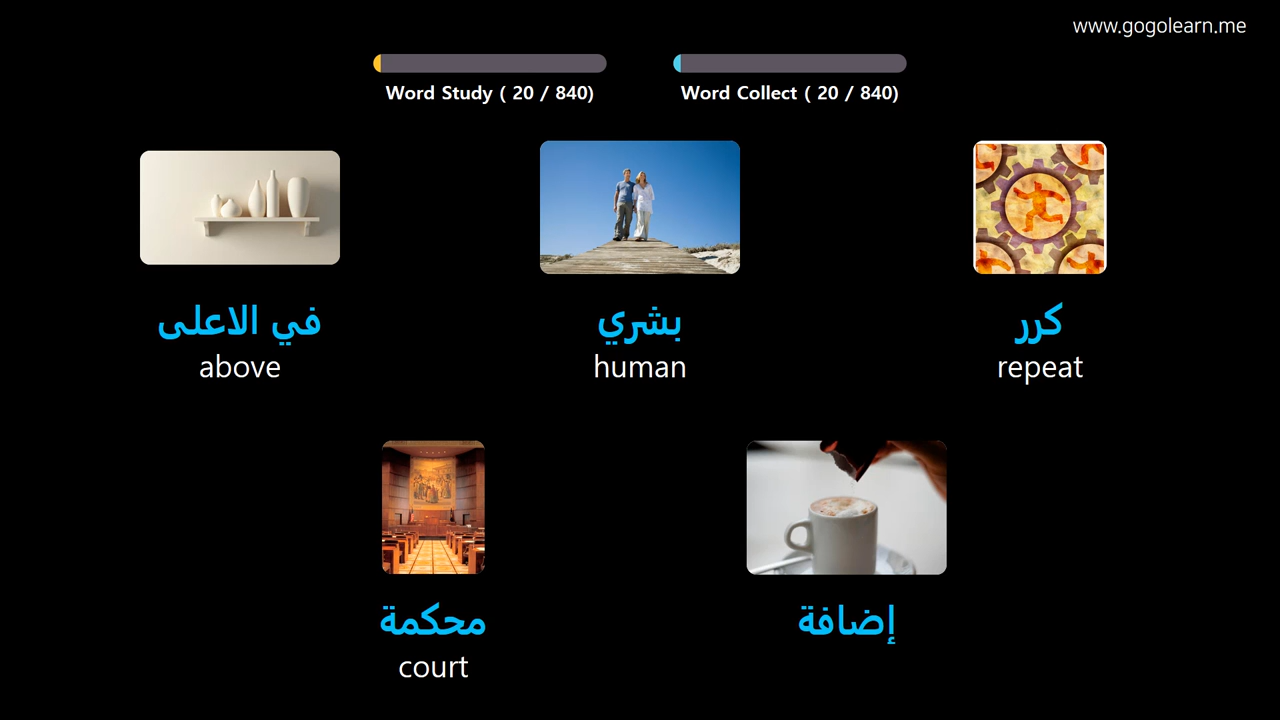 www.gogolearn.me
Word Study ( 20 / 840)
Word Collect ( 20 / 840)
في الاعلى
above
بشري
human
كرر
repeat
محكمة
court
إضافة